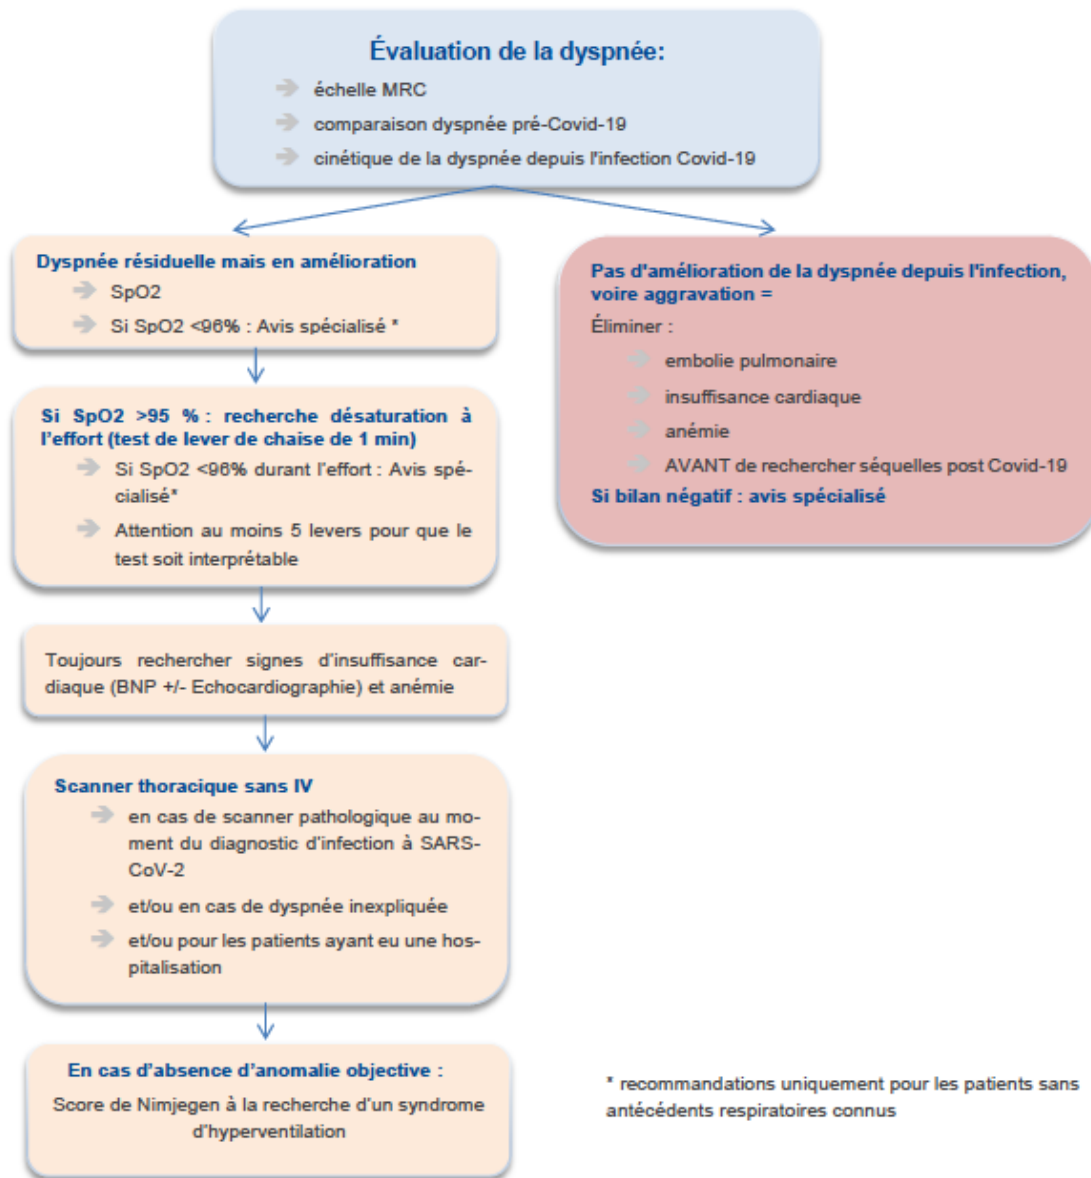 Évaluation de la dyspnée:
échelle MRC
comparaison dyspnée pré-Covid-19
cinétique de la dyspnée depuis l'infection Covid-19
Dyspnée résiduelle mais en amélioration
SpO2
Si SpO2 <96% : Avis spécialisé *
Si SpO2 >95 % : recherche désaturation à
l'effort (test de lever de chaise de 1 min)
Si SpO2 <96% durant l'effort : Avis spé-
cialisé*
Attention au moins 5 levers pour que le
test soit interprétable
Toujours rechercher signes d'insuffisance car-
diaque (BNP +/- Echocardiographie) et anémie
Scanner thoracique sans IV
en cas de scanner pathologique au mo-
ment du diagnostic d'infection à SARS-
CoV-2
et/ou en cas de dyspnée inexpliquée
et/ou pour les patients ayant eu une hos-
pitalisation
En cas d'absence d'anomalie objective :
Score de Nimjegen à la recherche d'un syndrome
d'hyperventilation
Pas d'amélioration de la dyspnée depuis l'infection,
voire aggravation =
Éliminer :
embolie pulmonaire
insuffisance cardiaque
anémie
AVANT de rechercher séquelles post Covid-19
Si bilan négatif : avis spécialisé
* recommandations uniquement pour les patients sans
antécédents respiratoires connus